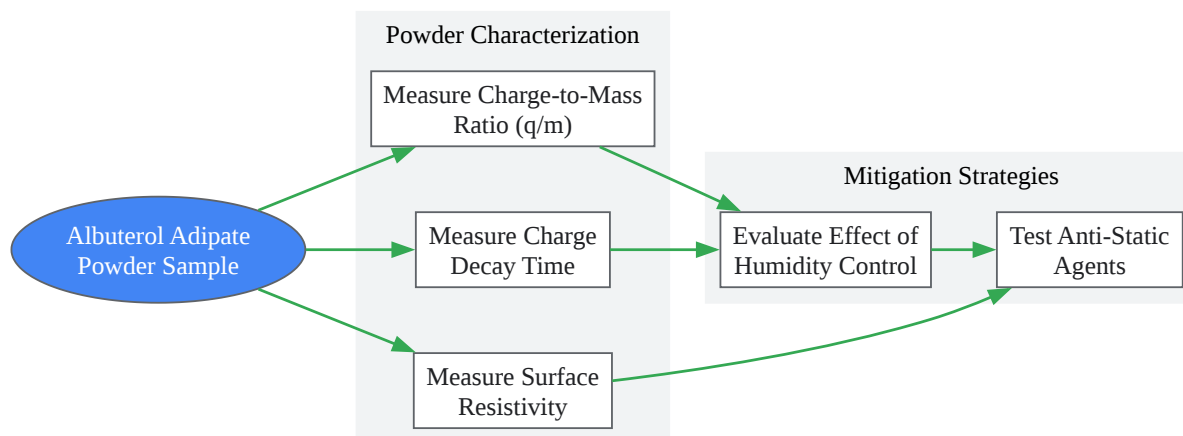 Powder Characterization
Measure Charge-to-Mass
Ratio (q/m)
Mitigation Strategies
Albuterol Adipate
Powder Sample
Measure Charge
Decay Time
Evaluate Effect of
Humidity Control
Test Anti-Static
Agents
Measure Surface
Resistivity